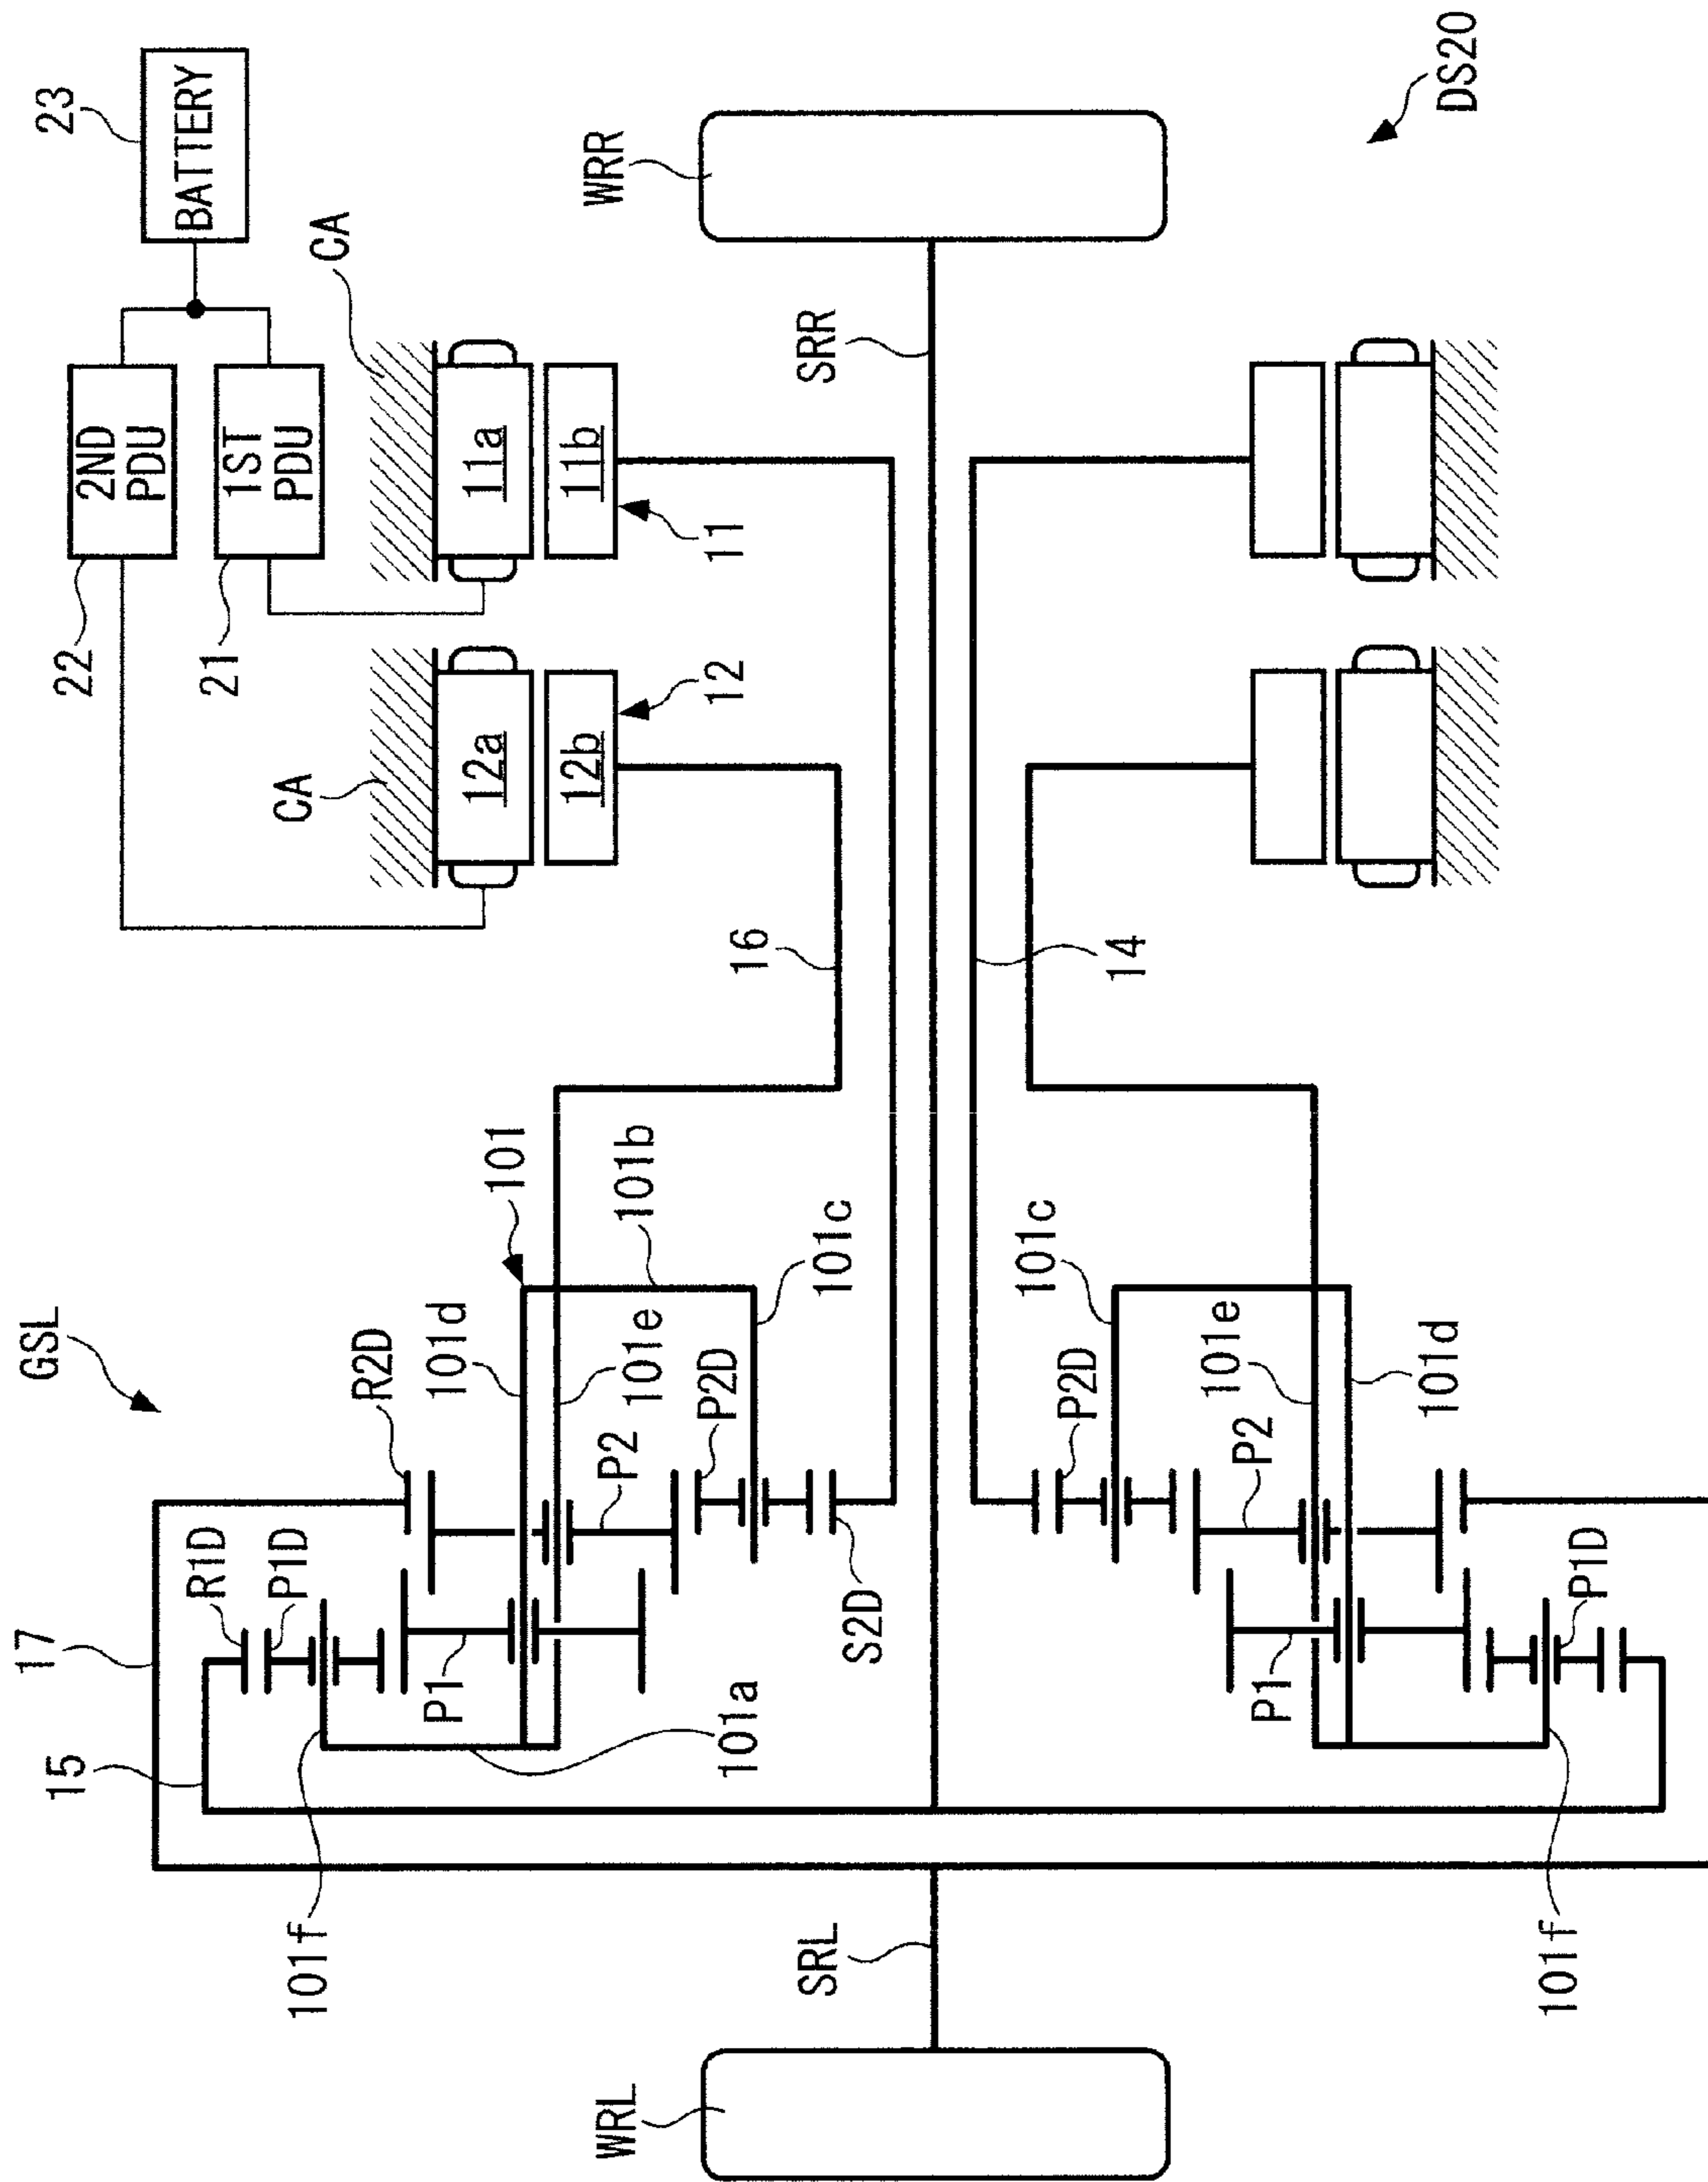 DS20
23
BATTERY
2ND
PDU
1ST
PDU
22
21
CA
CA
11a
11b
11
12a
12b
12
WRR
SRR
16
14
GSL
101
101b
101c
101d
101e
R2D
P2
P2D
S2D
R1D
P1D
P1
101a
17
15
101f
101c
101e
101d
P2D
P2
P1
P1D
101f
SRL
WRL